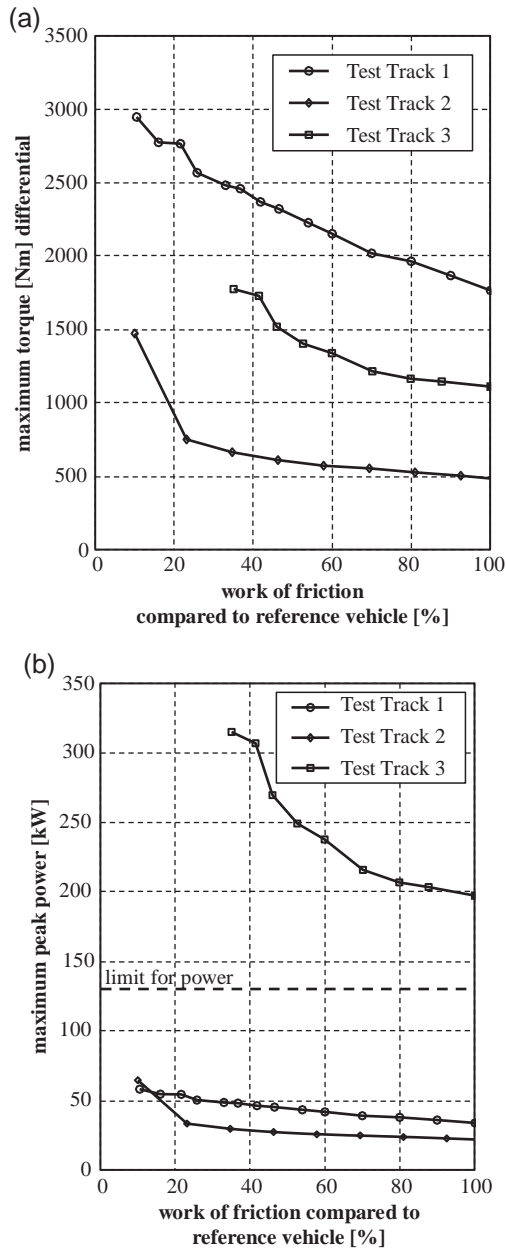 (a)
3500
3000
2500
2000
1500
1000
500
0
maximum torque [Nm] differential
Test Track 1
Test Track 2
Test Track 3
0 20 40 60 80 100
work of friction
compared to reference vehicle [%]
(b)
350
300
250
200
150
100
50
0
maximum peak power [kW]
Test Track 1
Test Track 2
Test Track 3
limit for power
0 20 40 60 80 100
work of friction compared to
reference vehicle [%]